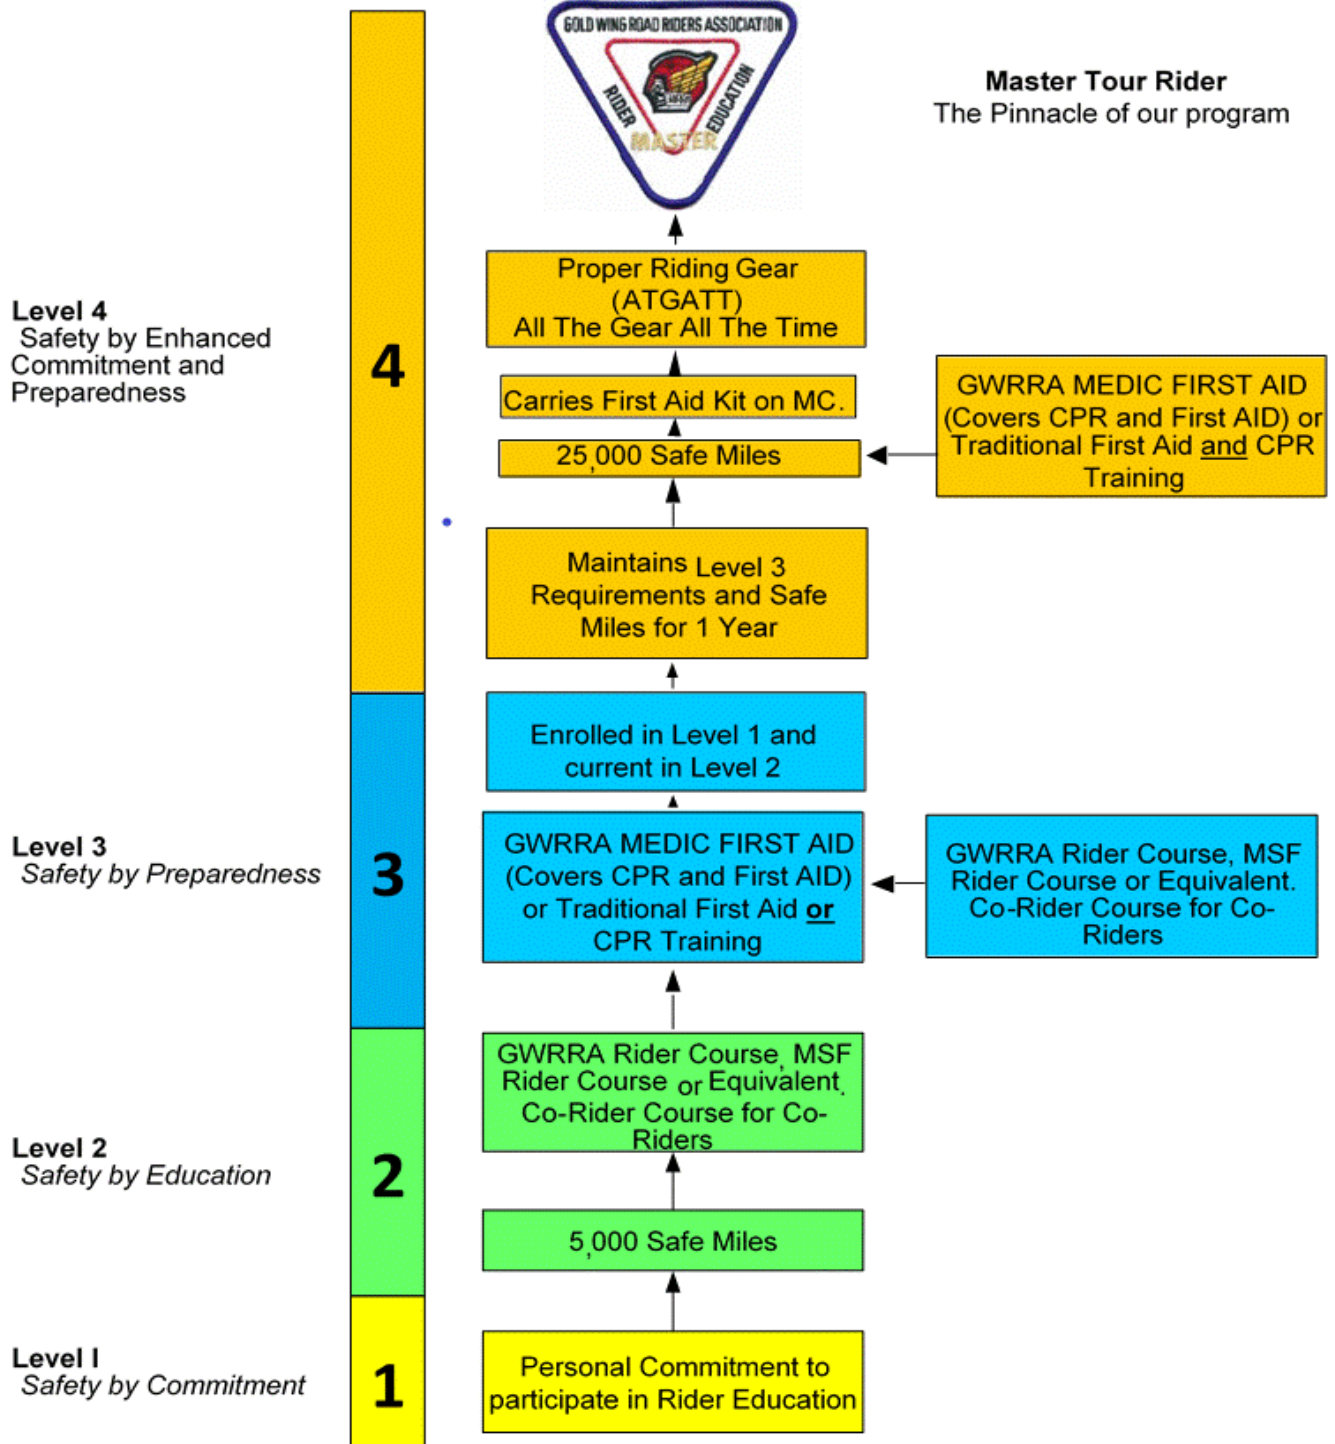 GOLD WING ROAD RIDERS ASSOCIATION
RIDER
EDUCATION
MASTER
Master Tour Rider
The Pinnacle of our program
Level 4
Safety by Enhanced
Commitment and
Preparedness
4
Proper Riding Gear
(ATGATT)
All The Gear All The Time
Carries First Aid Kit on MC.
25,000 Safe Miles
GWRRA MEDIC FIRST AID
(Covers CPR and First AID) or
Traditional First Aid and CPR
Training
Maintains Level 3
Requirements and Safe
Miles for 1 Year
Level 3
Safety by Preparedness
3
Enrolled in Level 1 and
current in Level 2
GWRRA MEDIC FIRST AID
(Covers CPR and First AID)
or Traditional First Aid or
CPR Training
GWRRA Rider Course, MSF
Rider Course or Equivalent.
Co-Rider Course for Co-
Riders
Level 2
Safety by Education
2
GWRRA Rider Course, MSF
Rider Course or Equivalent.
Co-Rider Course for Co-
Riders
5,000 Safe Miles
Level I
Safety by Commitment
1
Personal Commitment to
participate in Rider Education